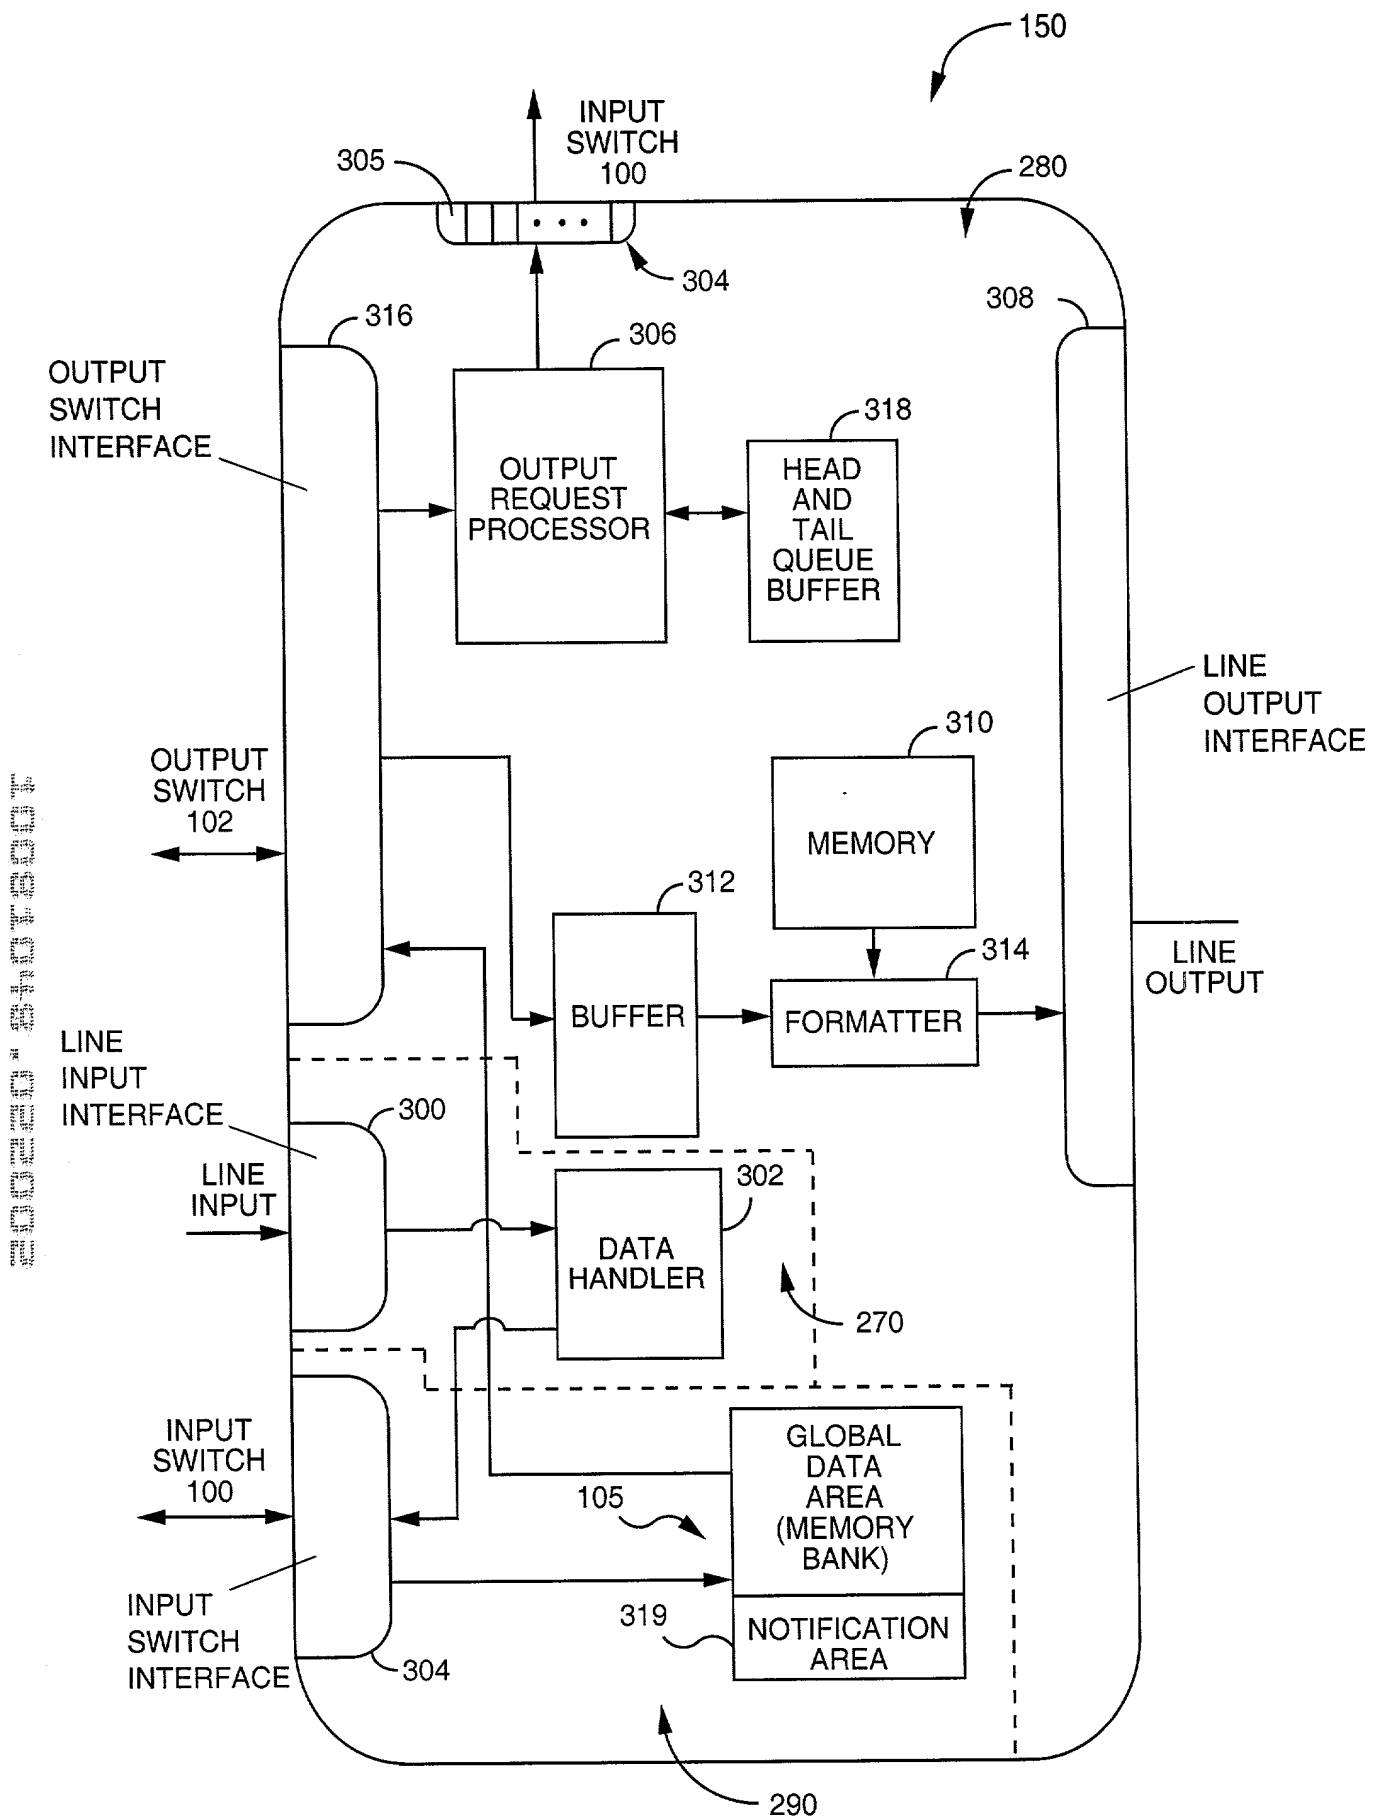 150
INPUT
SWITCH
100
305
280
304
308
316
306
OUTPUT
SWITCH
INTERFACE
318
OUTPUT
REQUEST
PROCESSOR
HEAD
AND
TAIL
QUEUE
BUFFER
LINE
OUTPUT
INTERFACE
310
OUTPUT
SWITCH
102
MEMORY
312
314
LINE
OUTPUT
BUFFER
FORMATTER
LINE
INPUT
INTERFACE
300
LINE
INPUT
302
DATA
HANDLER
270
INPUT
SWITCH
100
GLOBAL
DATA
AREA
(MEMORY
BANK)
105
INPUT
SWITCH
INTERFACE
304
319
NOTIFICATION
AREA
290